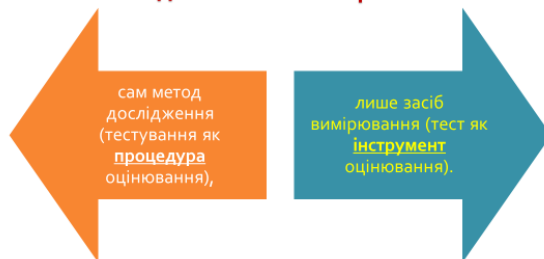 сам метод
дослідження
(тестування як
процедура
оцінювання),
лише засіб
вимірювання (тест як
інструмент
оцінювання).